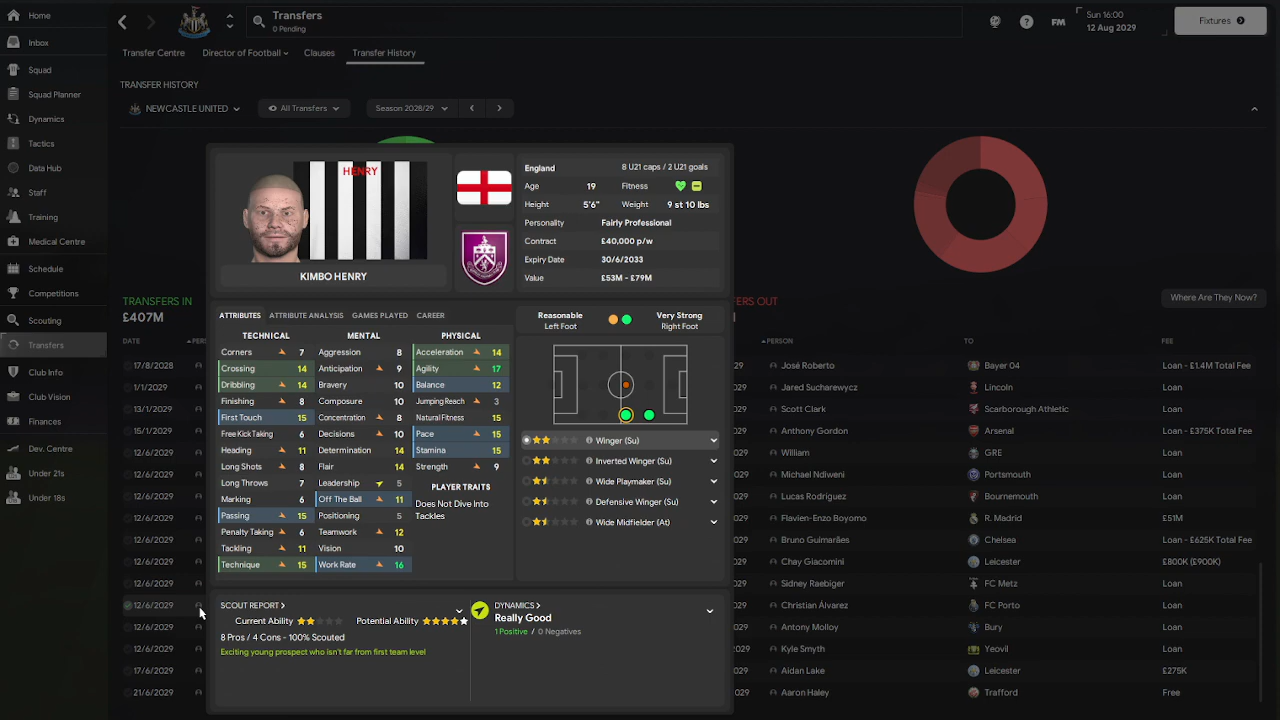 Home
Inbox
Squad
Squad Planner
Dynamics
Tactics
Data Hub
Staff
Training
Medical Centre
Schedule
Competitions
Scouting
Transfers
Club Info
Club Vision
Finances
Dev. Centre
Under 21s
Under 18s
Transfers
0 Pending
FM
Sun 16:00
12 Aug 2029
Fixtures
Transfer Centre Director of Football Clauses Transfer History
TRANSFER HISTORY
NEWCASTLE UNITED All Transfers Season 2028/29
HENRY
KIMBO HENRY
England 8 U21 caps / 2 U21 goals
Age 19 Fitness
Height 5'6" Weight 9 st 10 lbs
Personality Fairly Professional
Contract £40,000 p/w
Expiry Date 30/6/2033
Value £53M - £79M
ATTRIBUTES ATTRIBUTE ANALYSIS GAMES PLAYED CAREER
TECHNICAL MENTAL PHYSICAL
Corners 7 Aggression 8 Acceleration 14
Crossing 14 Anticipation 9 Agility 17
Dribbling 14 Bravery 10 Balance 12
Finishing 8 Composure 10 Jumping Reach 3
First Touch 15 Concentration 8 Natural Fitness 15
Free Kick Taking 6 Decisions 10 Pace 15
Heading 11 Determination 14 Stamina 15
Long Shots 8 Flair 14 Strength 9
Long Throws 7 Leadership 5
Marking 6 Off The Ball 11
Passing 15 Positioning 5
Penalty Taking 6 Teamwork 12
Tackling 11 Vision 10
Technique 15 Work Rate 16
PLAYER TRAITS
Does Not Dive Into
Tackles
Reasonable Very Strong
Left Foot Right Foot
Winger (Su)
Inverted Winger (Su)
Wide Playmaker (Su)
Defensive Winger (Su)
Wide Midfielder (At)
SCOUT REPORT
Current Ability Potential Ability
8 Pros / 4 Cons - 100% Scouted
Exciting young prospect who isn't far from first team level
DYNAMICS
Really Good
1 Positive / 0 Negatives
TRANSFERS IN
£407M
DATE
17/8/2028
1/1/2029
13/1/2029
15/1/2029
12/6/2029
12/6/2029
12/6/2029
12/6/2029
12/6/2029
12/6/2029
12/6/2029
12/6/2029
12/6/2029
12/6/2029
17/6/2029
21/6/2029
FERS OUT
Where Are They Now?
PERSON TO FEE
José Roberto Bayer 04 Loan - £1.4M Total Fee
Jared Sucharewycz Lincoln Loan
Scott Clark Scarborough Athletic Loan
Anthony Gordon Arsenal Loan - £375K Total Fee
William GRE Loan
Michael Ndiweni Portsmouth Loan
Lucas Rodríguez Bournemouth Loan
Flavien-Enzo Boyomo R. Madrid £51M
Bruno Guimarães Chelsea Loan - £625K Total Fee
Chay Giacomini Leicester £800K (£900K)
Sidney Raebiger FC Metz Loan
Christian Álvarez FC Porto Loan
Antony Molloy Bury Loan
Kyle Smyth Yeovil Loan
Aidan Lake Leicester £275K
Aaron Haley Trafford Free